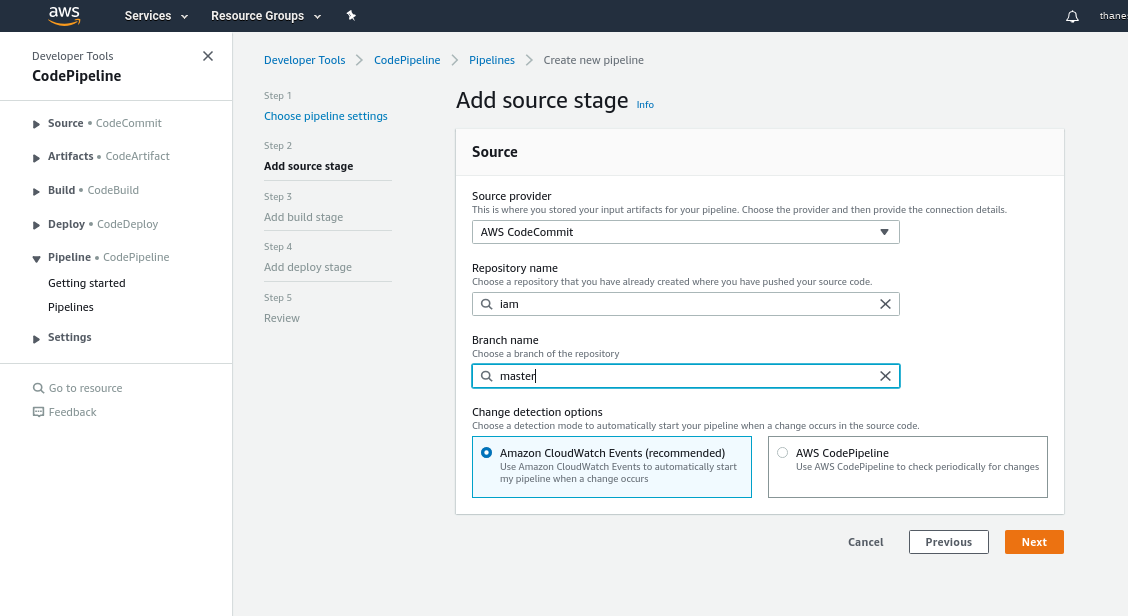 aws Services Resource Groups thanes
Developer Tools
CodePipeline
Source • CodeCommit
Artifacts • CodeArtifact
Build • CodeBuild
Deploy • CodeDeploy
Pipeline • CodePipeline
Getting started
Pipelines
Settings
Go to resource
Feedback
Developer Tools CodePipeline Pipelines Create new pipeline
Step 1
Choose pipeline settings
Step 2
Add source stage
Step 3
Add build stage
Step 4
Add deploy stage
Step 5
Review
Add source stage Info
Source
Source provider
This is where you stored your input artifacts for your pipeline. Choose the provider and then provide the connection details.
AWS CodeCommit
Repository name
Choose a repository that you have already created where you have pushed your source code.
iam
Branch name
Choose a branch of the repository
master
Change detection options
Choose a detection mode to automatically start your pipeline when a change occurs in the source code.
Amazon CloudWatch Events (recommended)
Use Amazon CloudWatch Events to automatically start
my pipeline when a change occurs
AWS CodePipeline
Use AWS CodePipeline to check periodically for changes
Cancel Previous Next